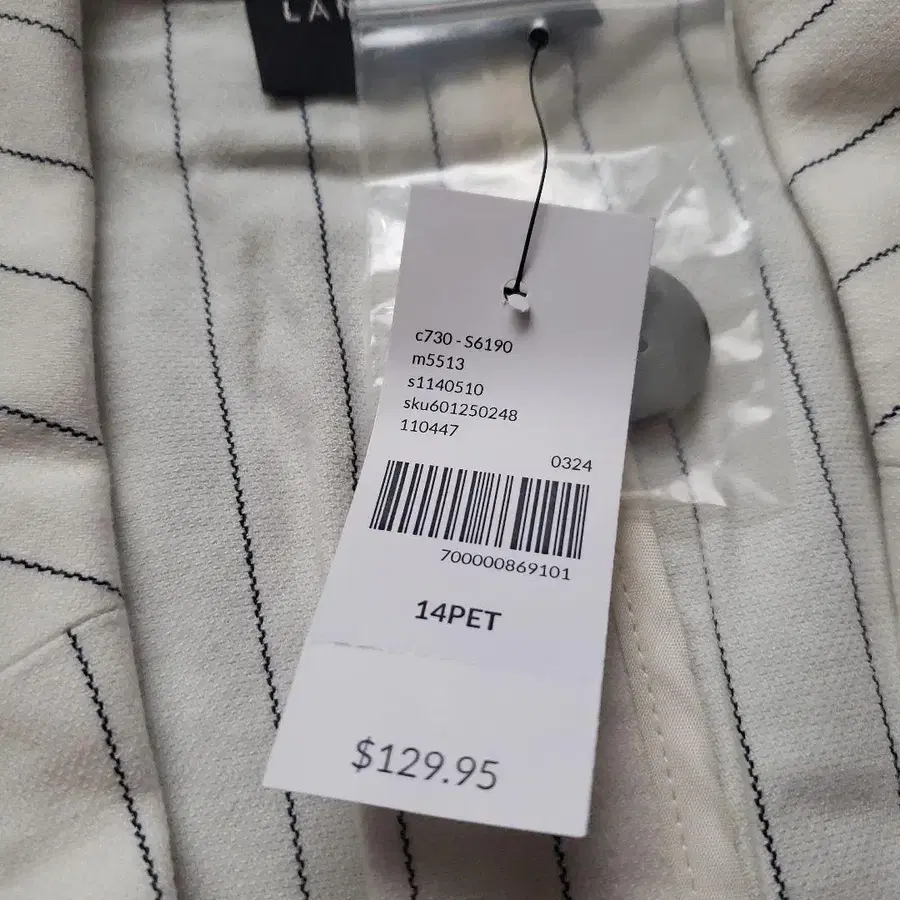 c730 - S6190
m5513
s1140510
sku601250248
110447
0324
700000869101
14PET
$129.95